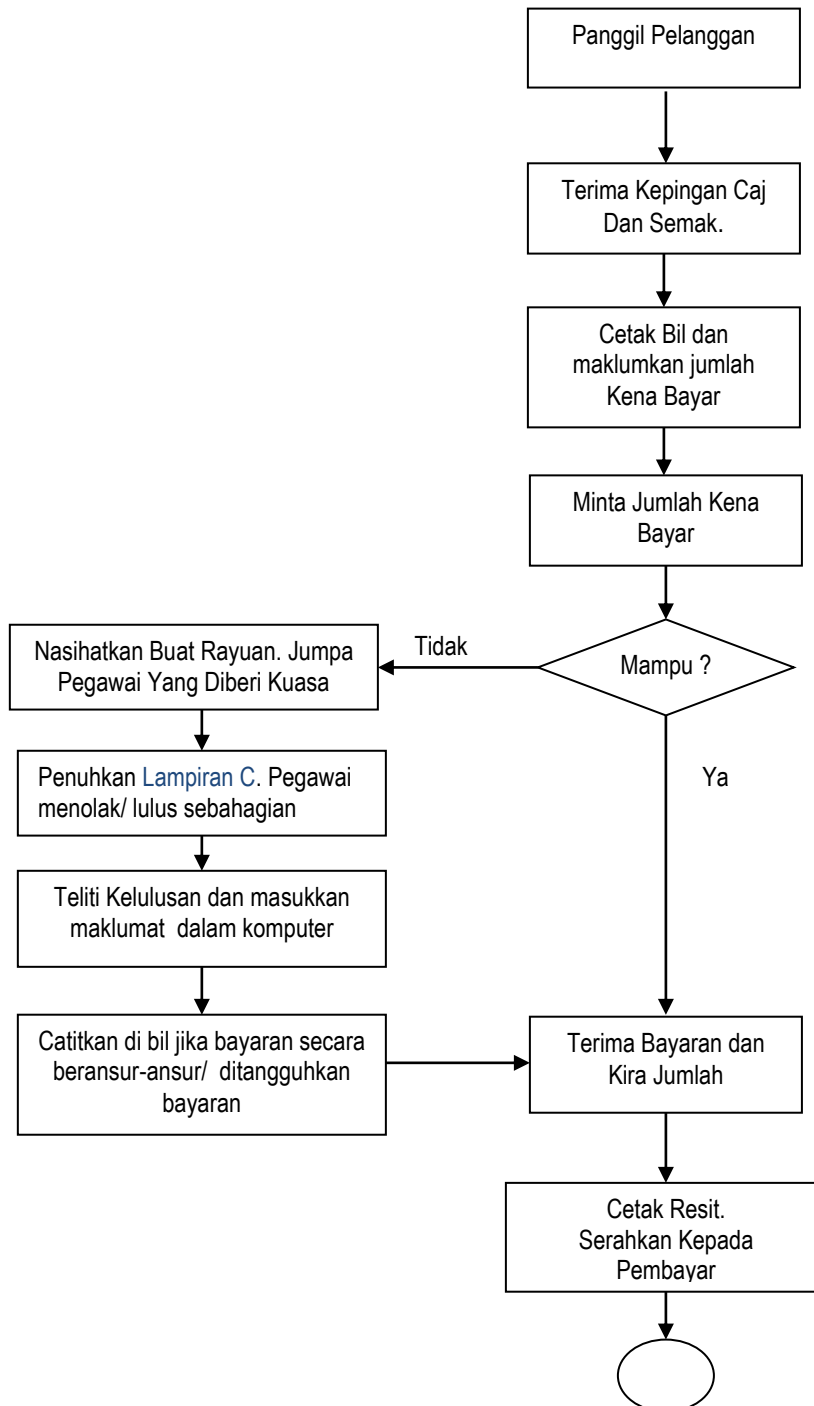 Panggil Pelanggan
Terima Kepingan Caj
Dan Semak.
Cetak Bil dan
maklumkan jumlah
Kena Bayar
Minta Jumlah Kena
Bayar
Mampu ?
Tidak
Nasihatkan Buat Rayuan. Jumpa
Pegawai Yang Diberi Kuasa
Penuhkan Lampiran C. Pegawai
menolak/ lulus sebahagian
Teliti Kelulusan dan masukkan
maklumat dalam komputer
Catitkan di bil jika bayaran secara
beransur-ansur/ ditangguhkan
bayaran
Ya
Terima Bayaran dan
Kira Jumlah
Cetak Resit.
Serahkan Kepada
Pembayar